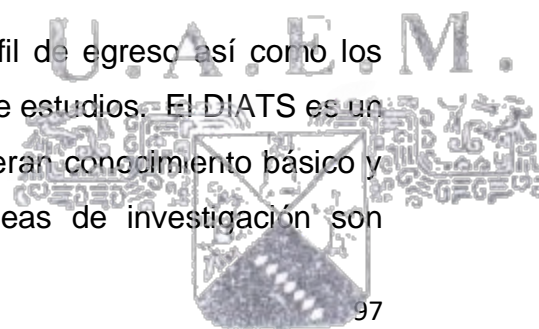 U.A.E.M.
fil de egreso así como los
e estudios. El DIATS es un
eran conocimiento básico y
eas de investigación son
97